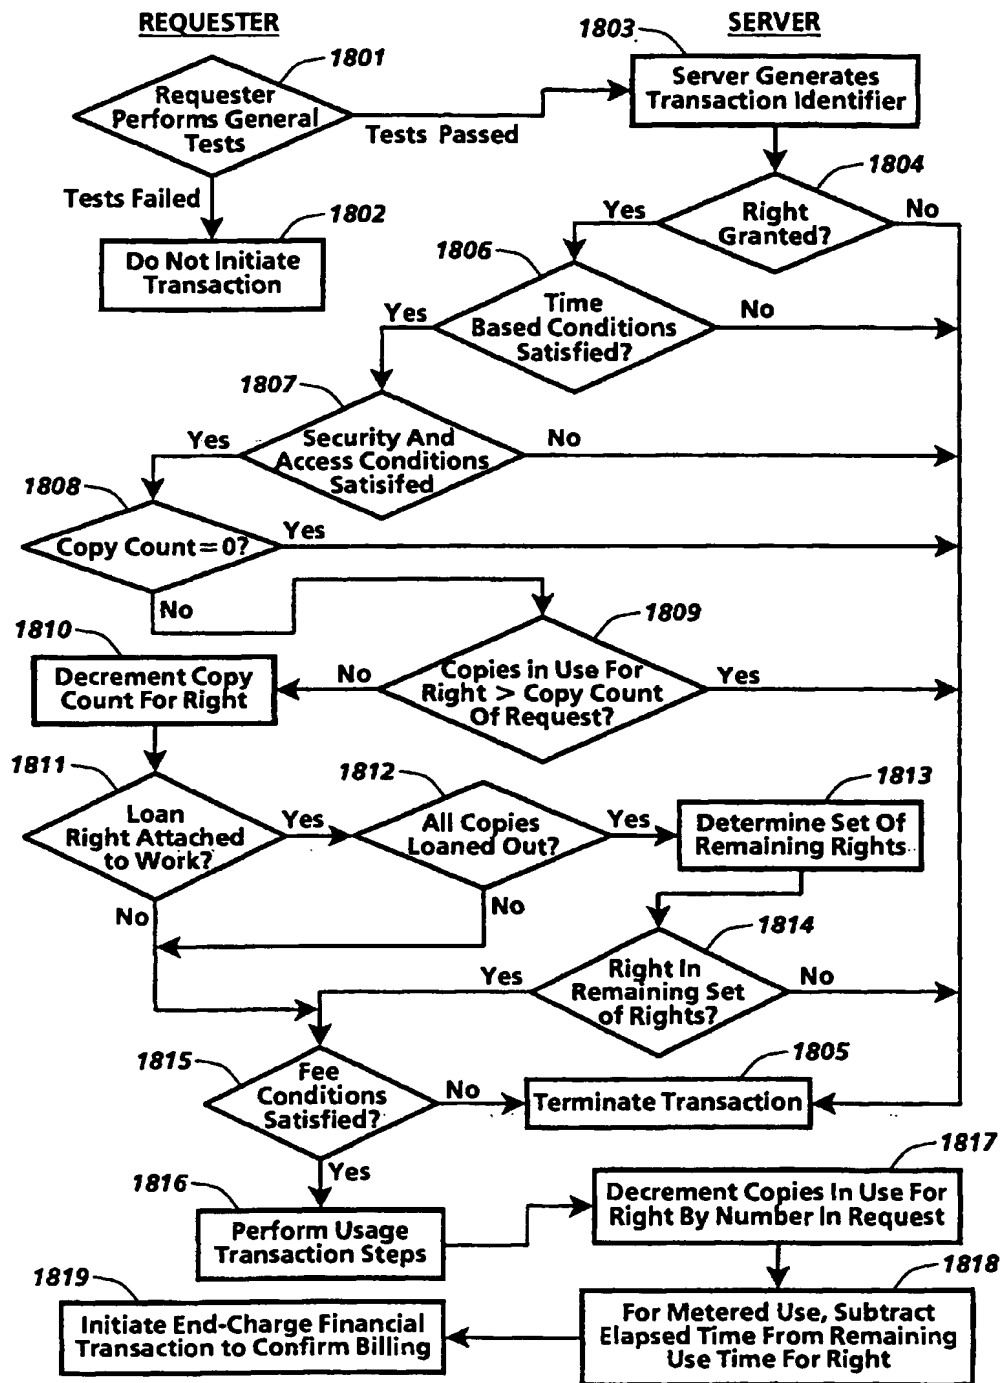 REQUESTER
SERVER
1801
Requester
Performs General
Tests
Tests Passed
Tests Failed
1802
Do Not Initiate
Transaction
1803
Server Generates
Transaction Identifier
1804
Right
Granted?
Yes
No
1806
Time
Based Conditions
Satisfied?
Yes
No
1807
Security And
Access Conditions
Satisifed
Yes
No
1808
Copy Count = 0?
Yes
No
1809
Copies in Use For
Right > Copy Count
Of Request?
No
Yes
1810
Decrement Copy
Count For Right
1811
Loan
Right Attached
to Work?
Yes
No
1812
All Copies
Loaned Out?
Yes
No
1813
Determine Set Of
Remaining Rights
1814
Right In
Remaining Set
of Rights?
Yes
No
1815
Fee
Conditions
Satisfied?
No
Yes
1805
Terminate Transaction
1816
Perform Usage
Transaction Steps
1817
Decrement Copies In Use For
Right By Number In Request
1818
For Metered Use, Subtract
Elapsed Time From Remaining
Use Time For Right
1819
Initiate End-Charge Financial
Transaction to Confirm Billing